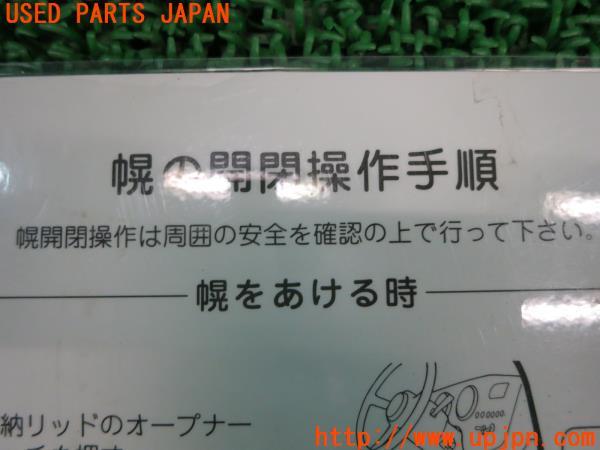 USED PARTS JAPAN
幌の開閉操作手順
幌開閉操作は周囲の安全を確認の上で行って下さい。
幌をあける時
納リッドのオープナー
http://www.upjpn.com